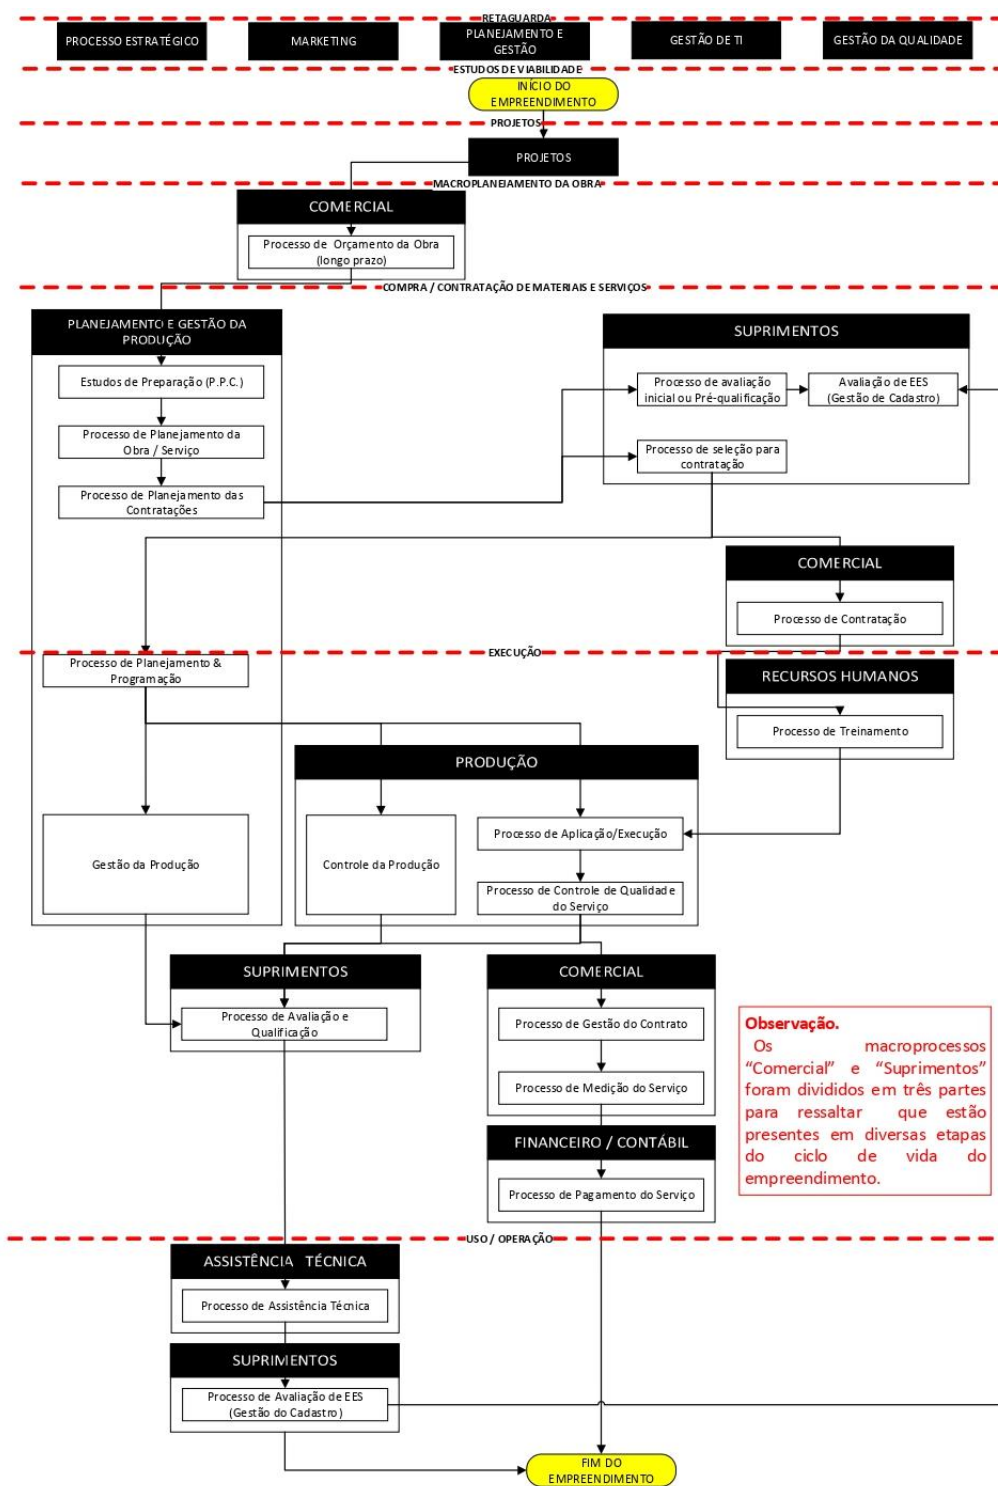 RETAGUARDA
PROCESSO ESTRATÉGICO
MARKETING
PLANEJAMENTO E
GESTÃO
GESTÃO DE TI
GESTÃO DA QUALIDADE
ESTUDOS DE VIABILIDADE
INÍCIO DO
EMPREENDIMENTO
PROJETOS
PROJETOS
MACROPLANEJAMENTO DA OBRA
COMERCIAL
Processo de Orçamento da Obra
(longo prazo)
COMPRA / CONTRATAÇÃO DE MATERIAIS E SERVIÇOS
PLANEJAMENTO E GESTÃO DA
PRODUÇÃO
Estudos de Preparação (P.P.C.)
Processo de Planejamento da
Obra / Serviço
Processo de Planejamento das
Contratações
SUPRIMENTOS
Processo de avaliação
inicial ou Pré-qualificação
Avaliação de EES
(Gestão de Cadastro)
Processo de seleção para
contratação
COMERCIAL
Processo de Contratação
EXECUÇÃO
Processo de Planejamento &
Programação
RECURSOS HUMANOS
Processo de Treinamento
PRODUÇÃO
Gestão da Produção
Controle da Produção
Processo de Aplicação/Execução
Processo de Controle de Qualidade
do Serviço
SUPRIMENTOS
Processo de Avaliação e
Qualificação
COMERCIAL
Processo de Gestão do Contrato
Processo de Medição do Serviço
FINANCEIRO / CONTÁBIL
Processo de Pagamento do Serviço
Observação.
Os macroprocessos
“Comercial” e “Suprimentos”
foram divididos em três partes
para ressaltar que estão
presentes em diversas etapas
do ciclo de vida do
empreendimento.
USO / OPERAÇÃO
ASSISTÊNCIA TÉCNICA
Processo de Assistência Técnica
SUPRIMENTOS
Processo de Avaliação de EES
(Gestão do Cadastro)
FIM DO
EMPREENDIMENTO